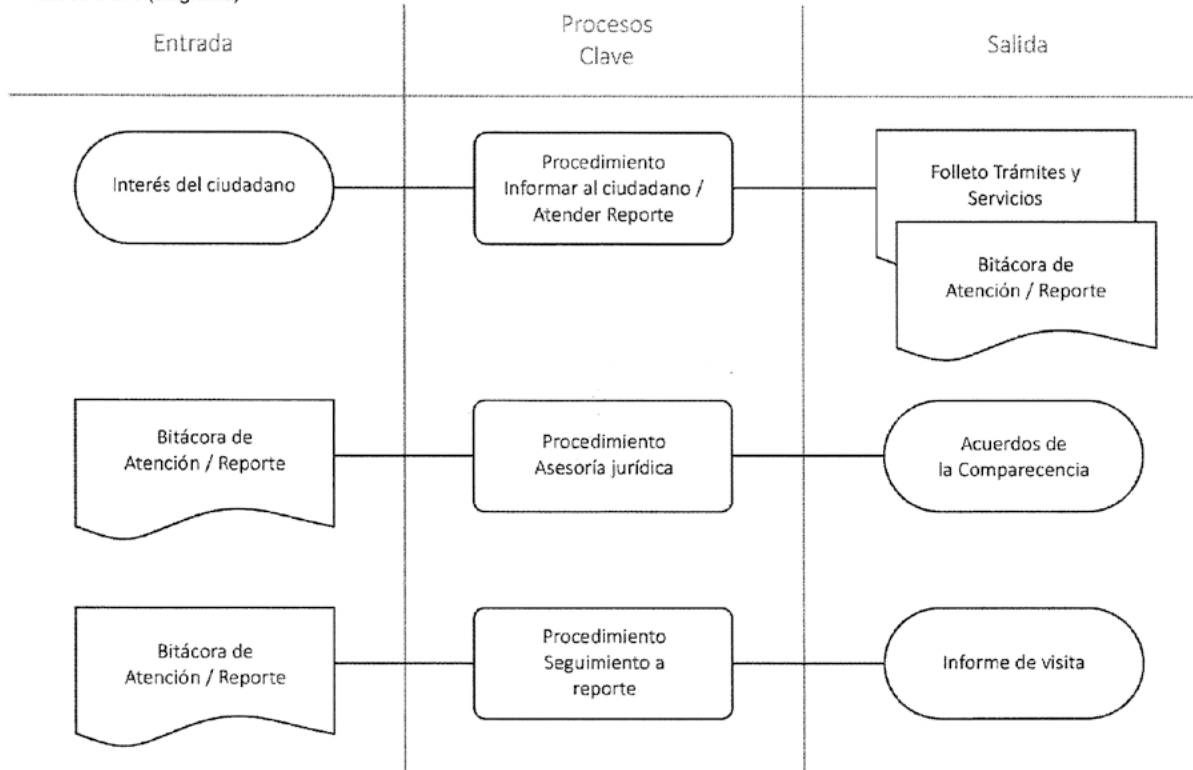 Entrada
Procesos
Clave
Salida
Interés del ciudadano
Procedimiento
Informar al ciudadano /
Atender Reporte
Folleto Trámites y
Servicios
Bitácora de
Atención / Reporte
Bitácora de
Atención / Reporte
Procedimiento
Asesoría jurídica
Acuerdos de
la Comparecencia
Bitácora de
Atención / Reporte
Procedimiento
Seguimiento a
reporte
Informe de visita